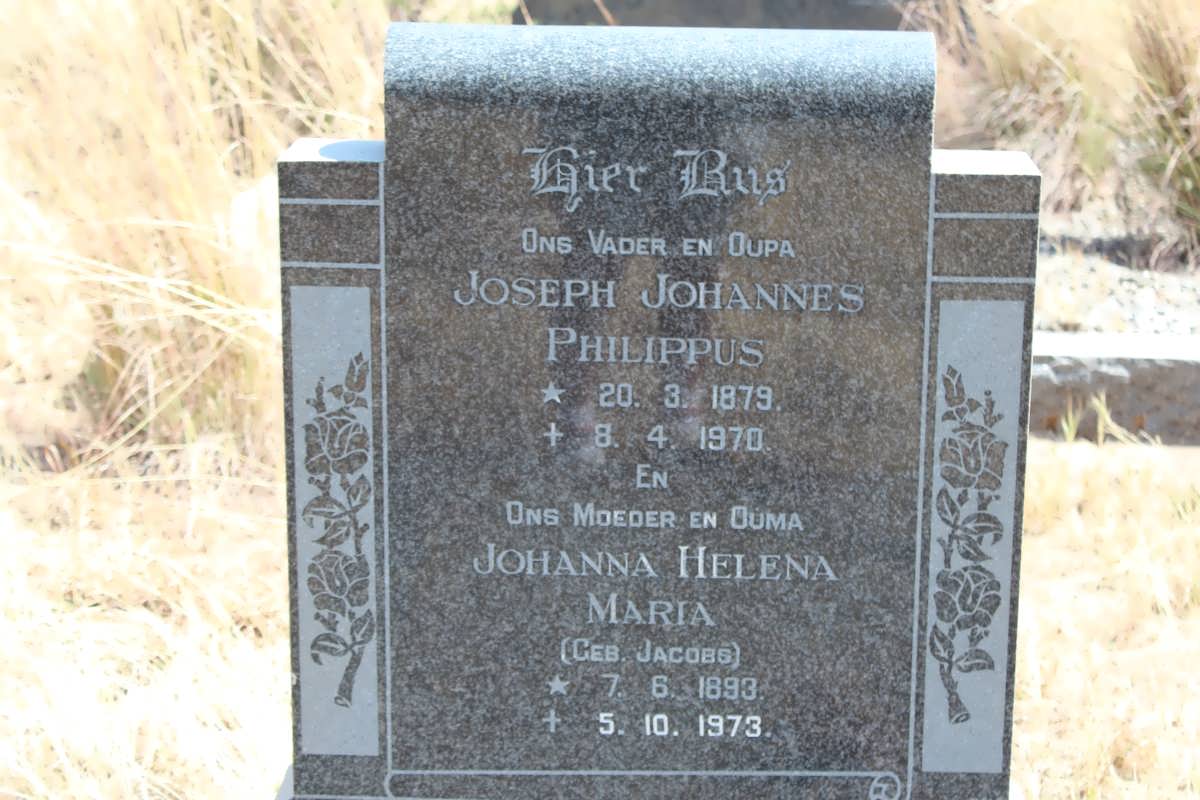 Hier Rus
Ons Vader en Oupa
Joseph Johannes
Philippus
★ 20. 3. 1879.
† 8. 4. 1970.
En
Ons Moeder en Ouma
Johanna Helena
Maria
(Geb. Jacobs)
★ 7. 6. 1893.
† 5. 10. 1973.